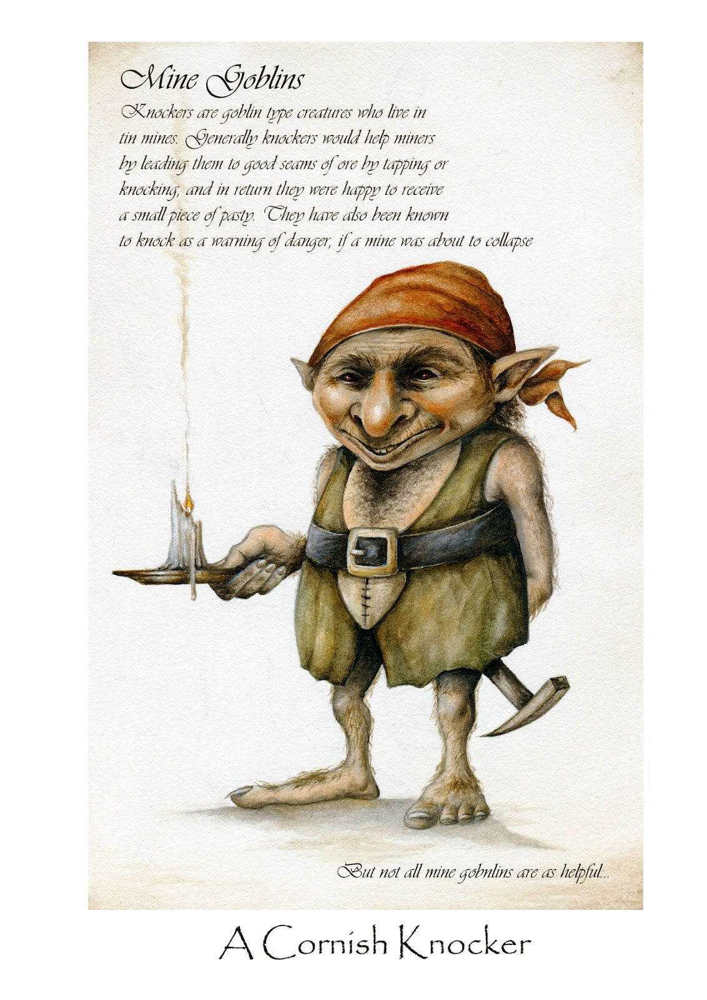 Mine Goblins
Knockers are goblin type creatures who live in
tin mines. Generally knockers would help miners
by leading them to good seams of ore by tapping or
knocking, and in return they were happy to receive
a small piece of pasty. They have also been known
to knock as a warning of danger, if a mine was about to collapse
But not all mine gobnlins are as helpful...
A Cornish Knocker